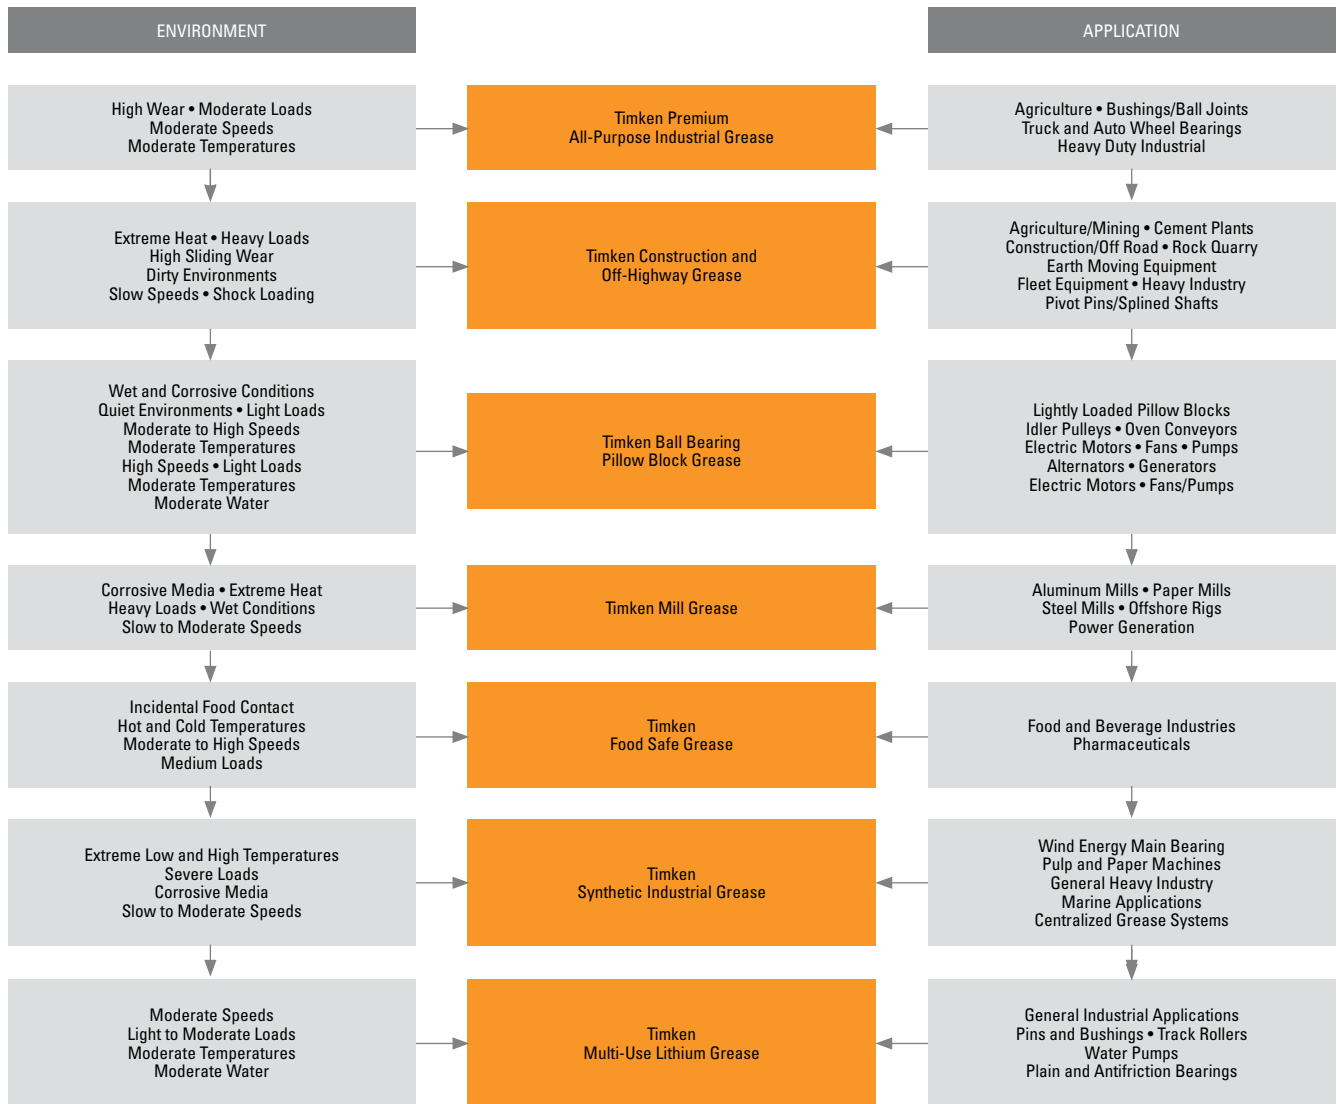 ENVIRONMENT
APPLICATION
High Wear • Moderate Loads
Moderate Speeds
Moderate Temperatures
Timken Premium
All-Purpose Industrial Grease
Agriculture • Bushings/Ball Joints
Truck and Auto Wheel Bearings
Heavy Duty Industrial
Extreme Heat • Heavy Loads
High Sliding Wear
Dirty Environments
Slow Speeds • Shock Loading
Timken Construction and
Off-Highway Grease
Agriculture/Mining • Cement Plants
Construction/Off Road • Rock Quarry
Earth Moving Equipment
Fleet Equipment • Heavy Industry
Pivot Pins/Splined Shafts
Wet and Corrosive Conditions
Quiet Environments • Light Loads
Moderate to High Speeds
Moderate Temperatures
High Speeds • Light Loads
Moderate Temperatures
Moderate Water
Timken Ball Bearing
Pillow Block Grease
Lightly Loaded Pillow Blocks
Idler Pulleys • Oven Conveyors
Electric Motors • Fans • Pumps
Alternators • Generators
Electric Motors • Fans/Pumps
Corrosive Media • Extreme Heat
Heavy Loads • Wet Conditions
Slow to Moderate Speeds
Timken Mill Grease
Aluminum Mills • Paper Mills
Steel Mills • Offshore Rigs
Power Generation
Incidental Food Contact
Hot and Cold Temperatures
Moderate to High Speeds
Medium Loads
Timken
Food Safe Grease
Food and Beverage Industries
Pharmaceuticals
Extreme Low and High Temperatures
Severe Loads
Corrosive Media
Slow to Moderate Speeds
Timken
Synthetic Industrial Grease
Wind Energy Main Bearing
Pulp and Paper Machines
General Heavy Industry
Marine Applications
Centralized Grease Systems
Moderate Speeds
Light to Moderate Loads
Moderate Temperatures
Moderate Water
Timken
Multi-Use Lithium Grease
General Industrial Applications
Pins and Bushings • Track Rollers
Water Pumps
Plain and Antifriction Bearings